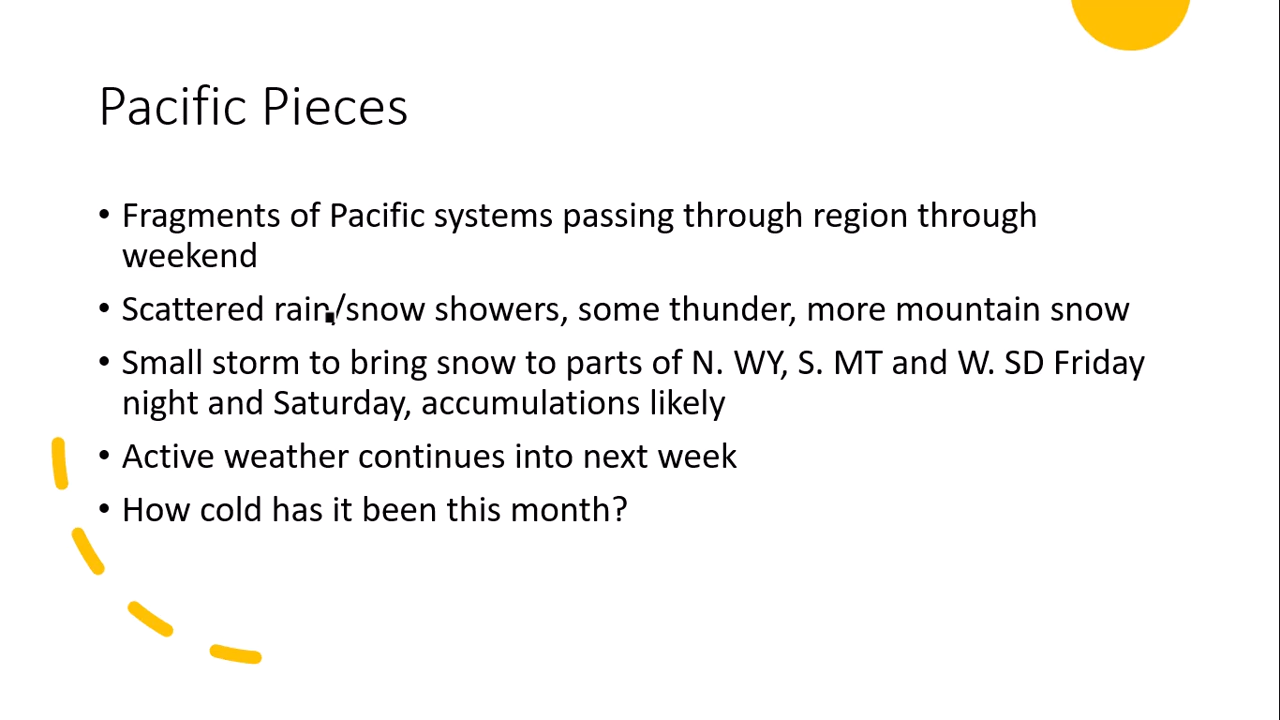 Pacific Pieces
• Fragments of Pacific systems passing through region through
weekend
• Scattered rain/snow showers, some thunder, more mountain snow
• Small storm to bring snow to parts of N. WY, S. MT and W. SD Friday
night and Saturday, accumulations likely
• Active weather continues into next week
• How cold has it been this month?